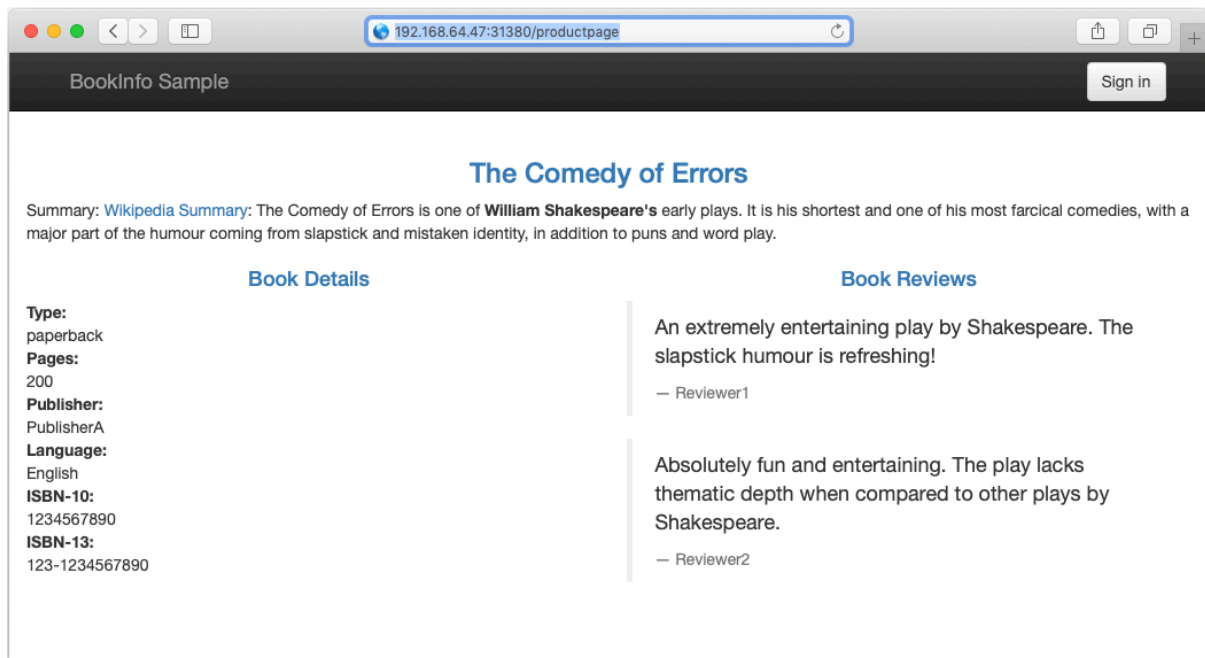 192.168.64.47:31380/productpage
BookInfo Sample
Sign in
The Comedy of Errors
Summary: Wikipedia Summary: The Comedy of Errors is one of William Shakespeare's early plays. It is his shortest and one of his most farcical comedies, with a
major part of the humour coming from slapstick and mistaken identity, in addition to puns and word play.
Book Details
Type:
paperback
Pages:
200
Publisher:
PublisherA
Language:
English
ISBN-10:
1234567890
ISBN-13:
123-1234567890
Book Reviews
An extremely entertaining play by Shakespeare. The
slapstick humour is refreshing!
— Reviewer1
Absolutely fun and entertaining. The play lacks
thematic depth when compared to other plays by
Shakespeare.
— Reviewer2